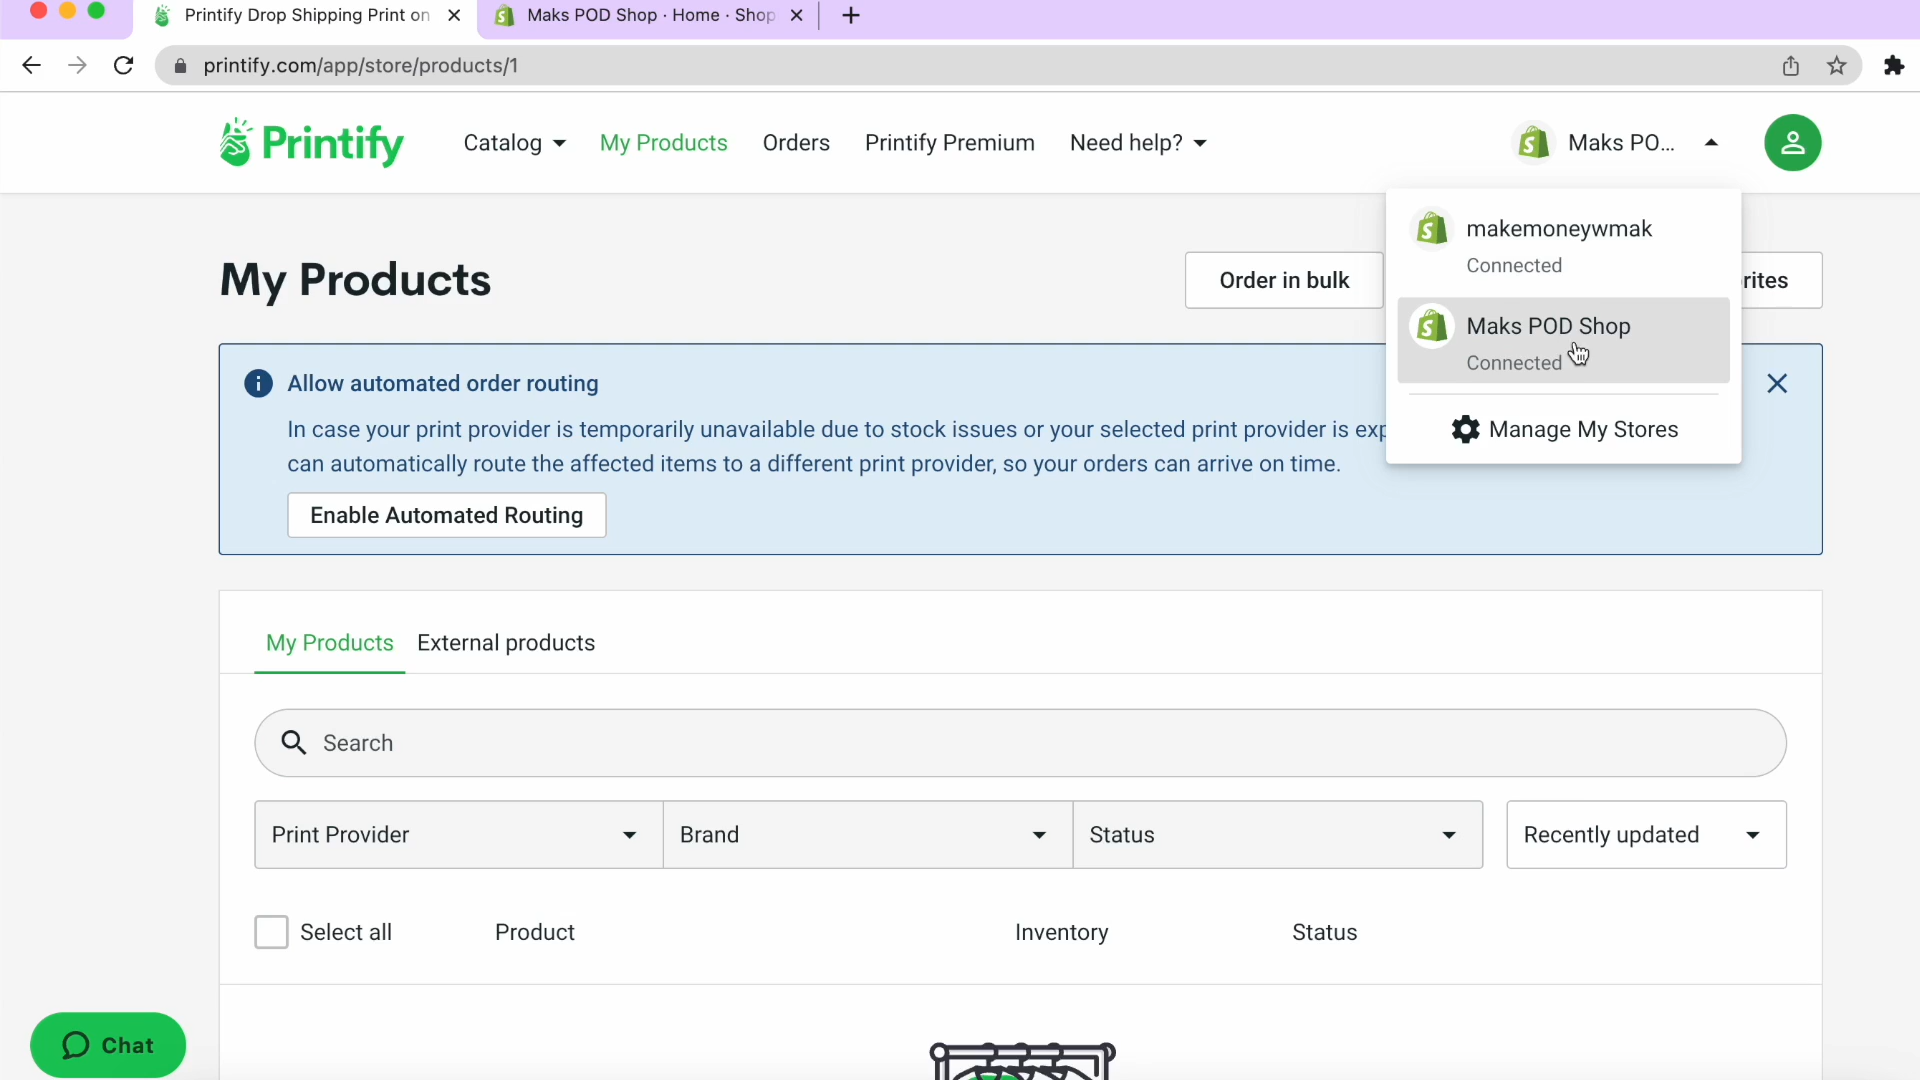 Printify Drop Shipping Print on
Maks POD Shop · Home · Shop
printify.com/app/store/products/1
Printify
Catalog
My Products
Orders
Printify Premium
Need help?
Maks PO...
makemoneywmak
Connected
Maks POD Shop
Connected
Manage My Stores
My Products
Order in bulk
rites
Allow automated order routing
In case your print provider is temporarily unavailable due to stock issues or your selected print provider is exp
can automatically route the affected items to a different print provider, so your orders can arrive on time.
Enable Automated Routing
My Products
External products
Search
Print Provider
Brand
Status
Recently updated
Select all
Product
Inventory
Status
Chat